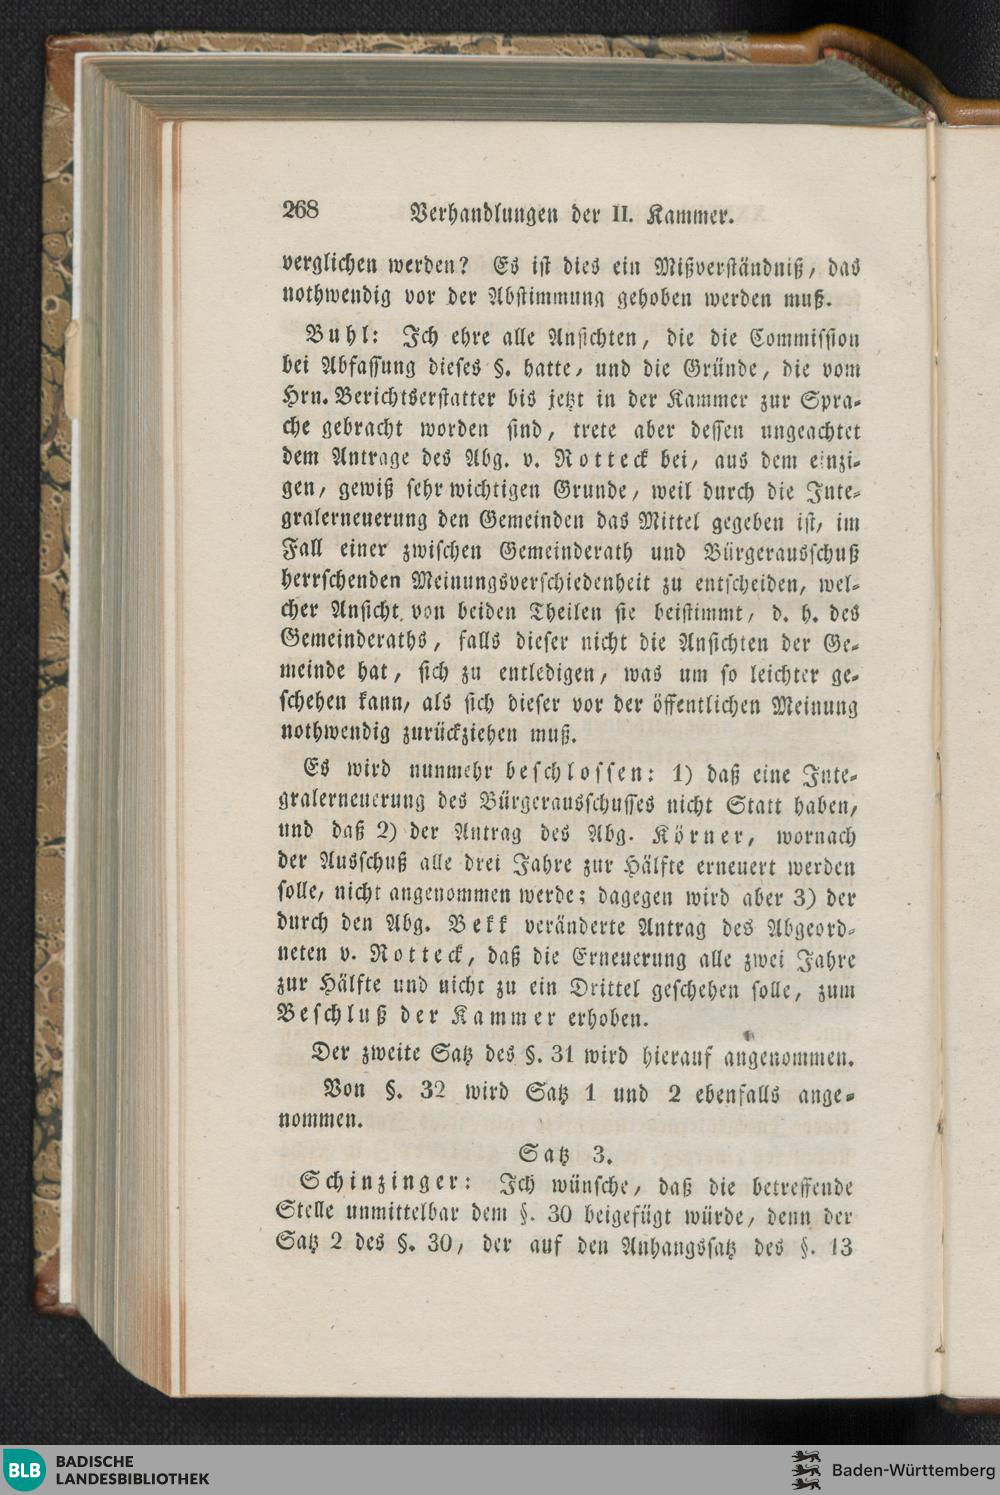 268 Verhandlungen der II. Kammer.
verglichen werden? Es ist dies ein Mißverständniß, das
nothwendig vor der Abstimmung gehoben werden muß.
Buhl: Ich ehre alle Ansichten, die die Commission
bei Abfassung dieses §. hatte, und die Gründe, die vom
Hrn. Berichtserstatter bis jetzt in der Kammer zur Spra-
che gebracht worden sind, trete aber dessen ungeachtet
dem Antrage des Abg. v. Rotteck bei, aus dem einzi-
gen, gewiß sehr wichtigen Grunde, weil durch die Inte-
gralerneuerung den Gemeinden das Mittel gegeben ist, im
Fall einer zwischen Gemeinderath und Bürgerausschuß
herrschenden Meinungsverschiedenheit zu entscheiden, wel-
cher Ansicht von beiden Theilen sie beistimmt, d. h. des
Gemeinderaths, falls dieser nicht die Ansichten der Ge-
meinde hat, sich zu entledigen, was um so leichter ge-
schehen kann, als sich dieser vor der öffentlichen Meinung
nothwendig zurückziehen muß.
Es wird nunmehr beschlossen: 1) daß eine Inte-
gralerneuerung des Bürgerausschusses nicht Statt haben,
und daß 2) der Antrag des Abg. Körner, wornach
der Ausschuß alle drei Jahre zur Hälfte erneuert werden
solle, nicht angenommen werde; dagegen wird aber 3) der
durch den Abg. Bekk veränderte Antrag des Abgeord-
neten v. Rotteck, daß die Erneuerung alle zwei Jahre
zur Hälfte und nicht zu ein Drittel geschehen solle, zum
Beschluß der Kammer erhoben.
Der zweite Satz des §. 31 wird hierauf angenommen.
Von §. 32 wird Satz 1 und 2 ebenfalls ange-
nommen.
Satz 3.
Schinzinger: Ich wünsche, daß die betreffende
Stelle unmittelbar dem §. 30 beigefügt würde, denn der
Satz 2 des §. 30, der auf den Anhangssatz des §. 13
BLB BADISCHE
LANDESBIBLIOTHEK
Baden-Württemberg